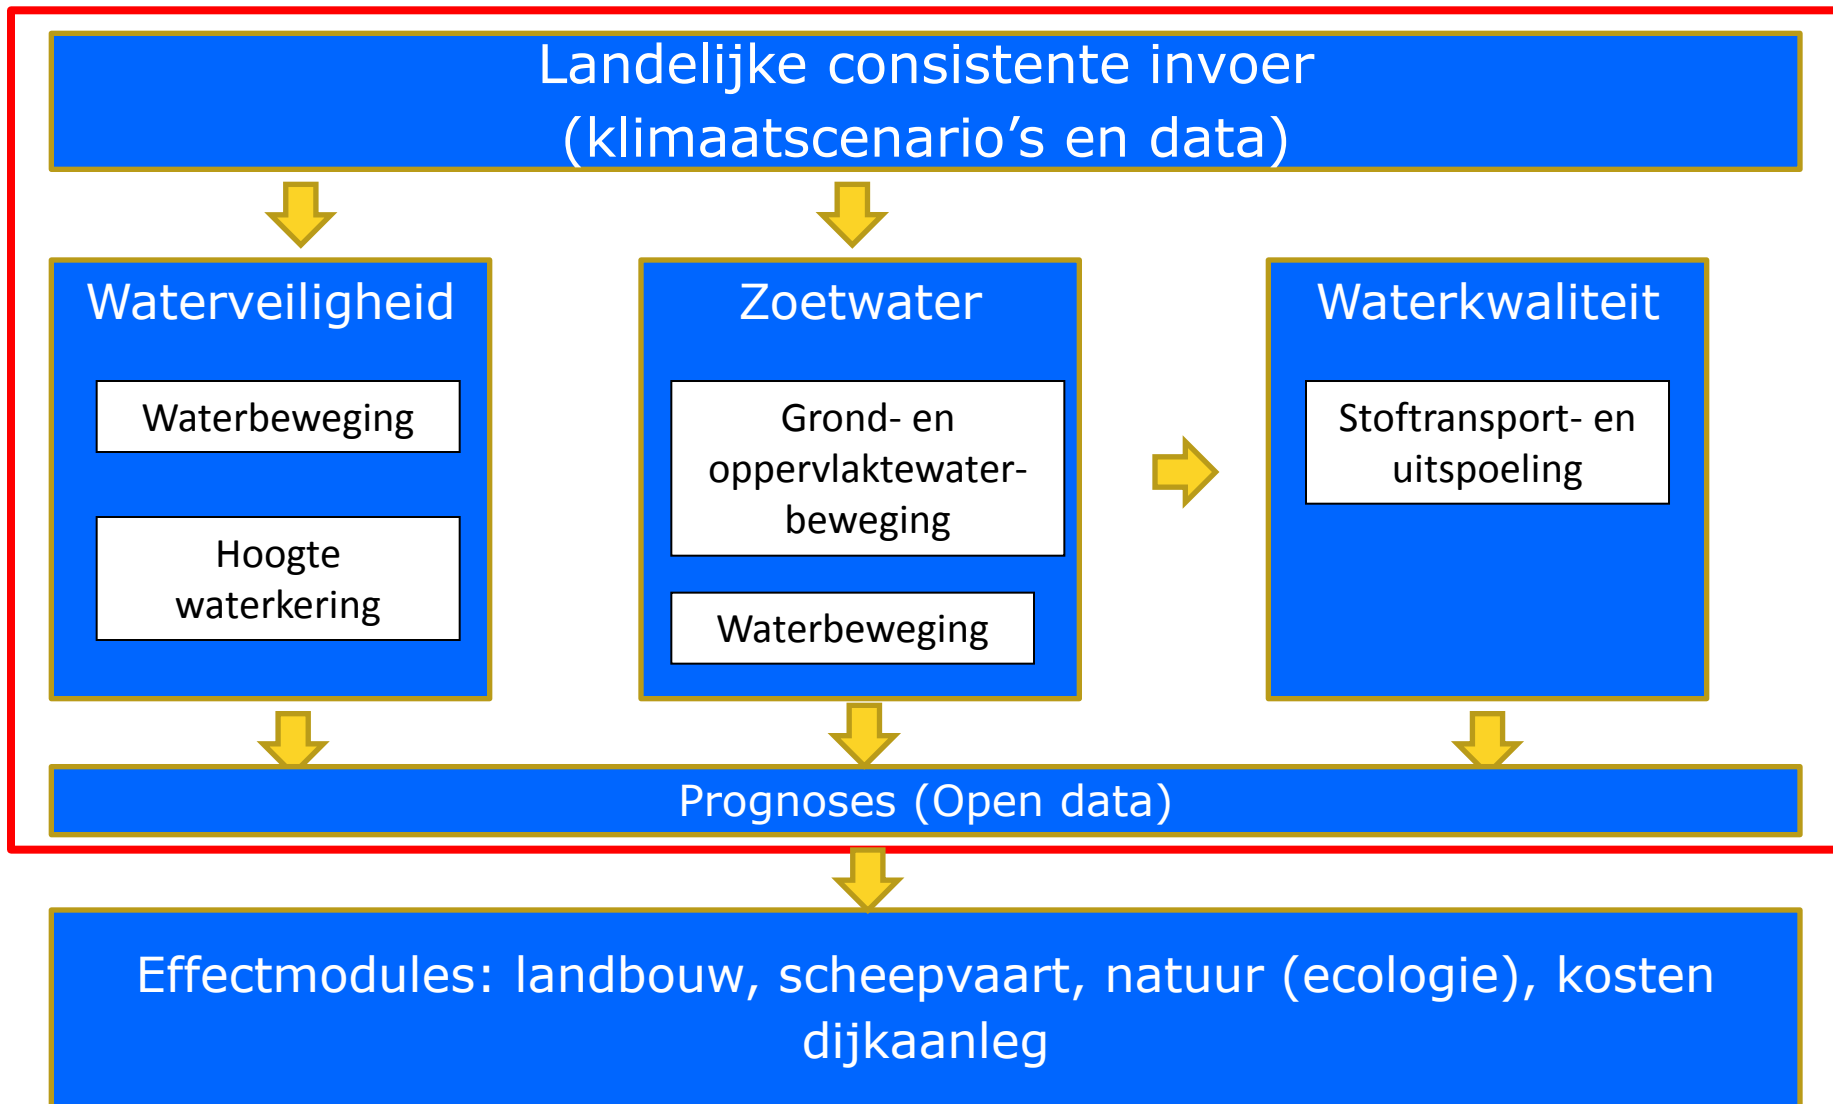 Landelijke consistente invoer
(klimaatscenario’s en data)
Waterveiligheid
Waterbeweging
Hoogte
waterkering
Zoetwater
Grond- en
oppervlaktewater-
beweging
Waterbeweging
Waterkwaliteit
Stoftransport- en
uitspoeling
Prognoses (Open data)
Effectmodules: landbouw, scheepvaart, natuur (ecologie), kosten
dijkaanleg